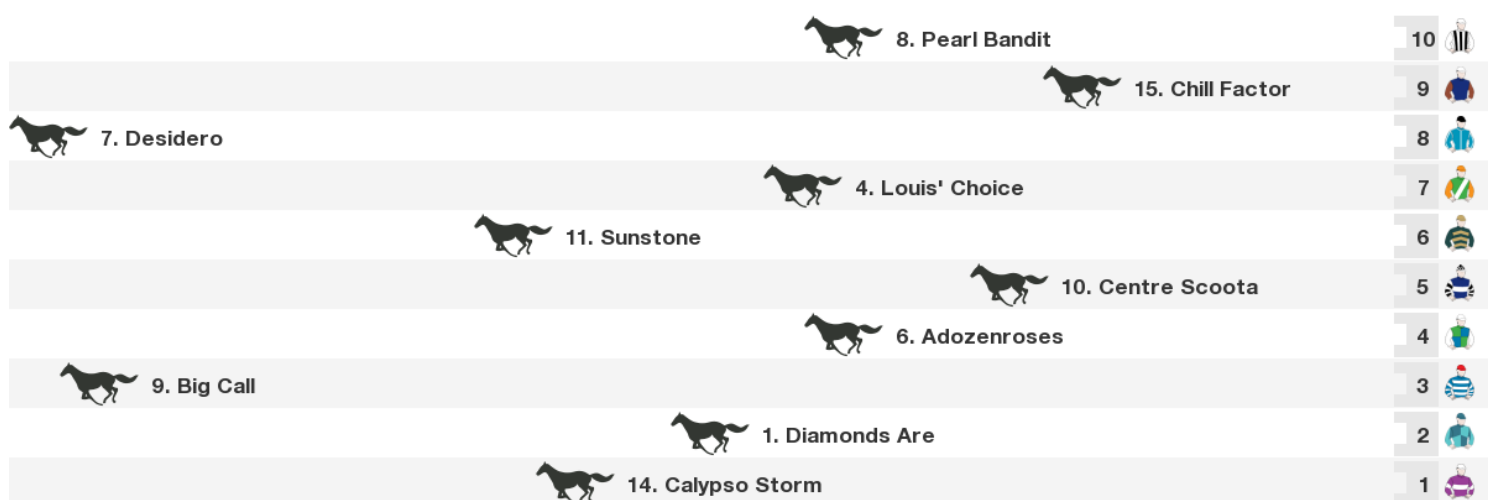 8. Pearl Bandit 10
15. Chill Factor 9
7. Desidero 8
4. Louis' Choice 7
11. Sunstone 6
10. Centre Scoota 5
6. Adozenroses 4
9. Big Call 3
1. Diamonds Are 2
14. Calypso Storm 1